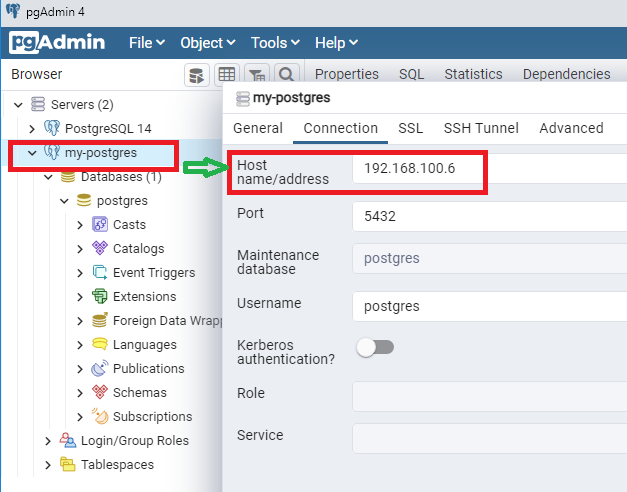 pgAdmin 4
pgAdmin File Object Tools Help
Browser Properties SQL Statistics Dependencies
Servers (2)
PostgreSQL 14
my-postgres
Databases (1)
postgres
Casts
Catalogs
Event Triggers
Extensions
Foreign Data Wrapp
Languages
Publications
Schemas
Subscriptions
Login/Group Roles
Tablespaces
my-postgres
General Connection SSL SSH Tunnel Advanced
Host
name/address 192.168.100.6
Port 5432
Maintenance
database postgres
Username postgres
Kerberos
authentication?
Role
Service